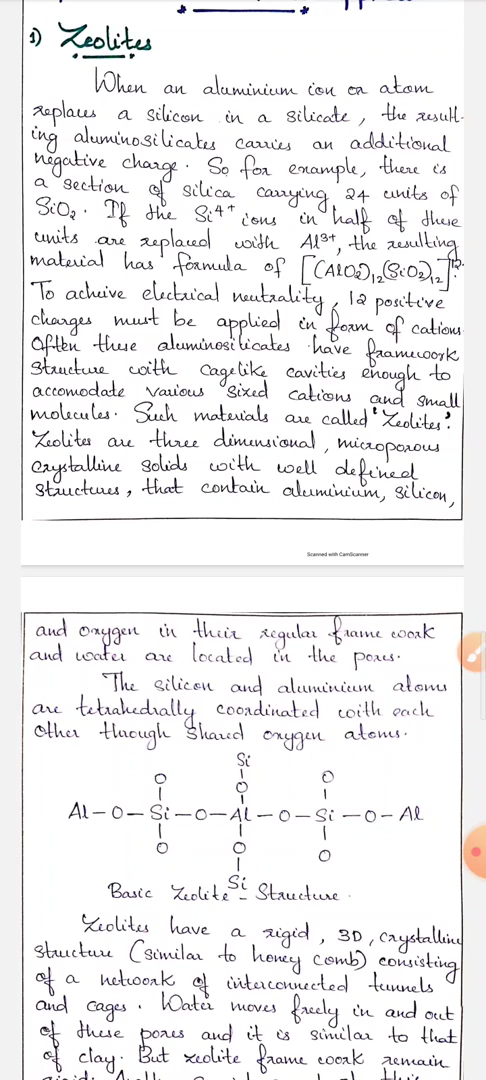 1) Zeolites
When an aluminium ion or atom
replaces a silicon in a silicate, the result-
ing aluminosilicates carries an additional
negative charge. So for example, there is
a section of silica carrying 24 units of
SiO₂. If the Si⁴⁺ ions in half of these
units are replaced with Al³⁺, the resulting
material has formula of [(AlO₂)₁₂(SiO₂)₁₂]¹²⁻.
To acheive electrical neutrality, 12 positive
charges must be applied in form of cations.
Often these aluminosilicates have framework
structure with cagelike cavities enough to
accomodate various sized cations and small
molecules. Such materials are called 'Zeolites'.
Zeolites are three dimensional, microporous
crystalline solids with well defined
structures, that contain aluminium, silicon,
Scanned with CamScanner
and oxygen in their regular frame work
and water are located in the pores.
The silicon and aluminium atoms
are tetrahedrally coordinated with each
other through shared oxygen atoms.
Si
O O O
Al-O-Si-O-Al-O-Si-O-Al
O O O
Si
Basic Zeolite Structure.
Zeolites have a rigid, 3D, crystalline
structure (similar to honey comb) consisting
of a network of interconnected tunnels
and cages. Water moves freely in and out
of these pores and it is similar to that
of clay. But zeolite frame work remain